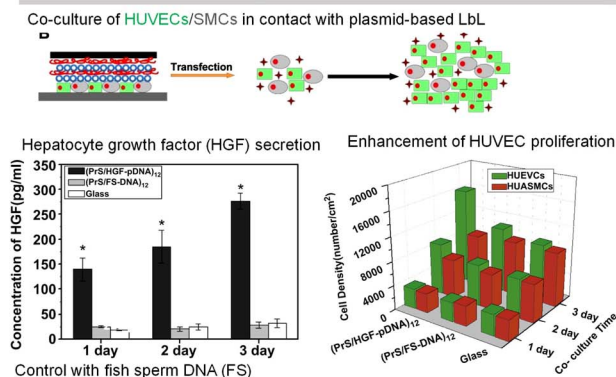 Co-culture of HUVECs/SMCs in contact with plasmid-based LbL
Transfection
Hepatocyte growth factor (HGF) secretion
Concentration of HGF(pg/ml)
350
300
250
200
150
100
50
0
(PrS/HGF-pDNA)12
(PrS/FS-DNA)12
Glass
*
*
*
1 day
2 day
3 day
Control with fish sperm DNA (FS)
Enhancement of HUVEC proliferation
HUEVCs
HUASMCs
Cell Density(number/cm2)
20000
16000
12000
8000
4000
0
(PrS/HGF-pDNA)12
(PrS/FS-DNA)12
Glass
1 day
2 day
3 day
Co- culture Time